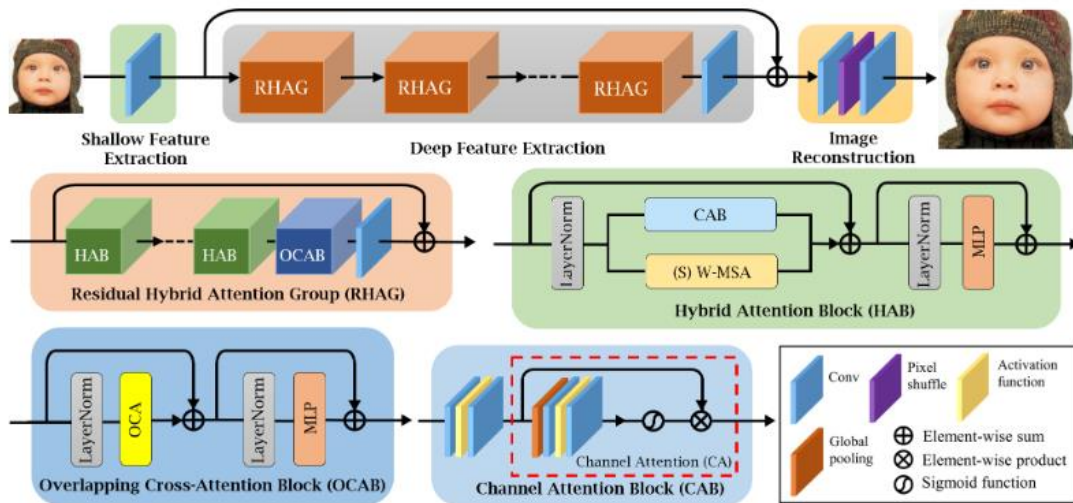 RHAG
RHAG
RHAG
Shallow Feature
Extraction
Deep Feature Extraction
Image
Reconstruction
HAB
HAB
OCAB
Residual Hybrid Attention Group (RHAG)
LayerNorm
CAB
(S) W-MSA
LayerNorm
MLP
Hybrid Attention Block (HAB)
LayerNorm
OCA
LayerNorm
MLP
Overlapping Cross-Attention Block (OCAB)
Channel Attention (CA)
Channel Attention Block (CAB)
Conv
Pixel
shuffle
Activation
function
Global
pooling
Element-wise sum
Element-wise product
Sigmoid function